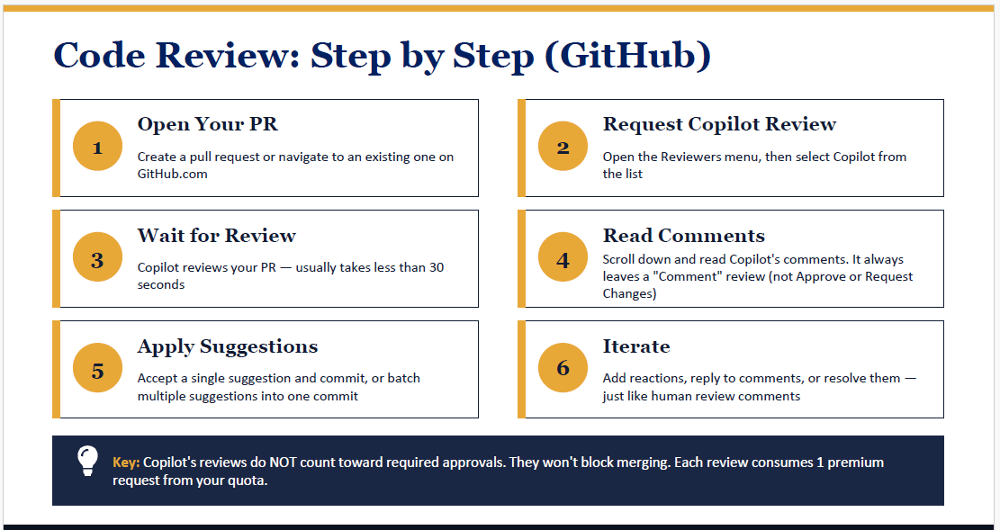 Code Review: Step by Step (GitHub)
1
Open Your PR
Create a pull request or navigate to an existing one on
GitHub.com
2
Request Copilot Review
Open the Reviewers menu, then select Copilot from
the list
3
Wait for Review
Copilot reviews your PR — usually takes less than 30
seconds
4
Read Comments
Scroll down and read Copilot's comments. It always
leaves a "Comment" review (not Approve or Request
Changes)
5
Apply Suggestions
Accept a single suggestion and commit, or batch
multiple suggestions into one commit
6
Iterate
Add reactions, reply to comments, or resolve them —
just like human review comments
Key: Copilot's reviews do NOT count toward required approvals. They won't block merging. Each review consumes 1 premium
request from your quota.